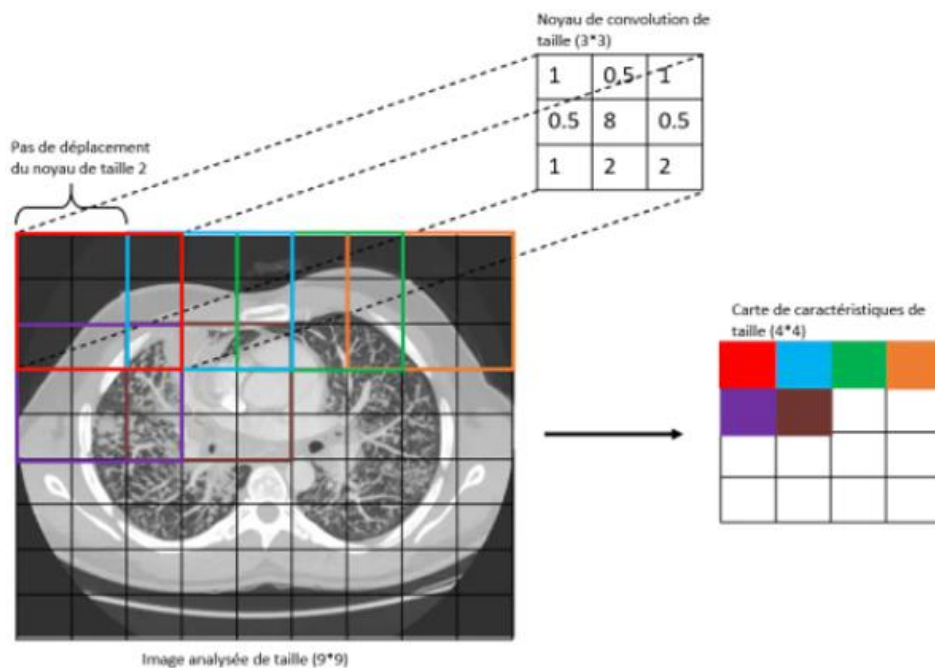 Noyau de convolution de
taille (3*3)
1 0.5 1
0.5 8 0.5
1 2 2
Pas de déplacement
du noyau de taille 2
Carte de caractéristiques de
taille (4*4)
Image analysée de taille (9*9)